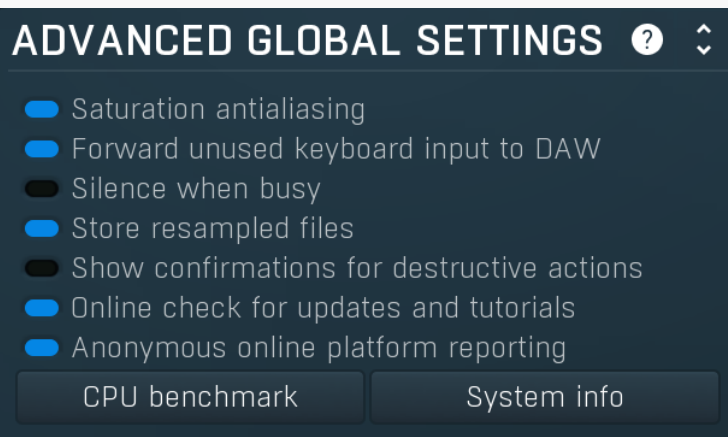 ADVANCED GLOBAL SETTINGS ?
Saturation antialiasing
Forward unused keyboard input to DAW
Silence when busy
Store resampled files
Show confirmations for destructive actions
Online check for updates and tutorials
Anonymous online platform reporting
CPU benchmark System info